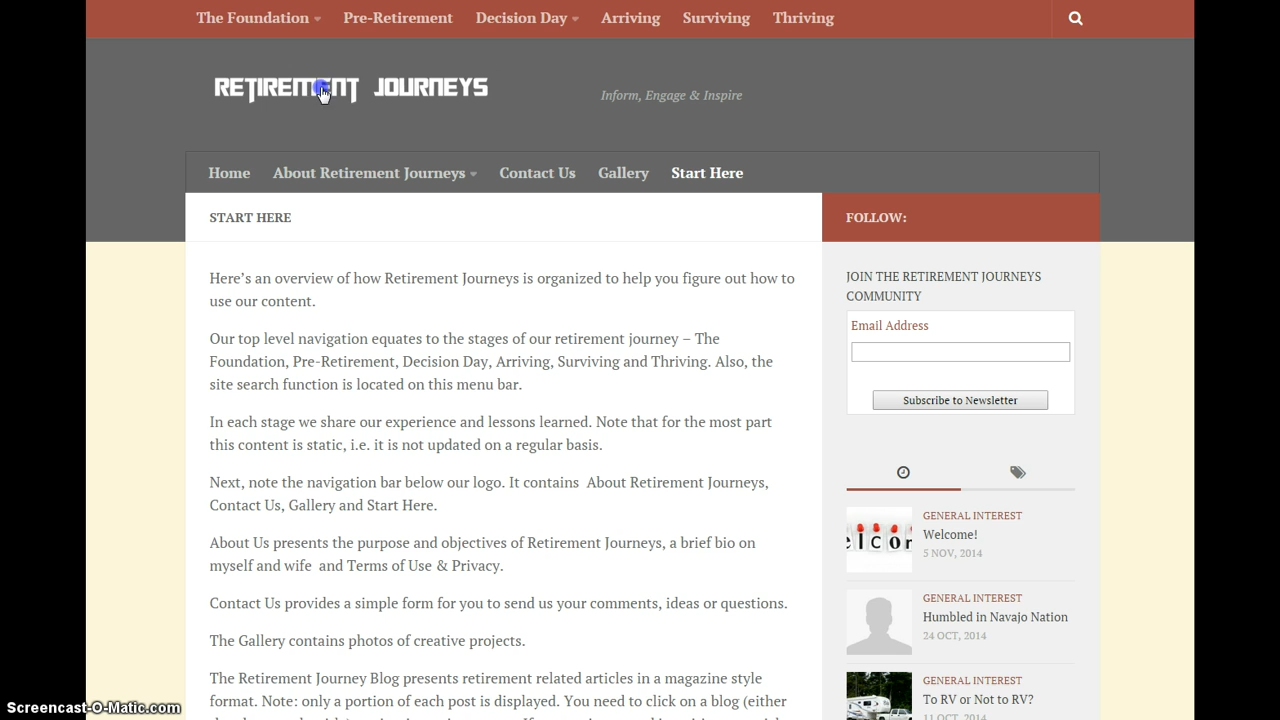 The Foundation Pre-Retirement Decision Day Arriving Surviving Thriving
RETIREMENT JOURNEYS
Inform, Engage & Inspire
Home About Retirement Journeys Contact Us Gallery Start Here
START HERE
Here's an overview of how Retirement Journeys is organized to help you figure out how to
use our content.
Our top level navigation equates to the stages of our retirement journey – The
Foundation, Pre-Retirement, Decision Day, Arriving, Surviving and Thriving. Also, the
site search function is located on this menu bar.
In each stage we share our experience and lessons learned. Note that for the most part
this content is static, i.e. it is not updated on a regular basis.
Next, note the navigation bar below our logo. It contains About Retirement Journeys,
Contact Us, Gallery and Start Here.
About Us presents the purpose and objectives of Retirement Journeys, a brief bio on
myself and wife and Terms of Use & Privacy.
Contact Us provides a simple form for you to send us your comments, ideas or questions.
The Gallery contains photos of creative projects.
The Retirement Journey Blog presents retirement related articles in a magazine style
format. Note: only a portion of each post is displayed. You need to click on a blog (either
FOLLOW:
JOIN THE RETIREMENT JOURNEYS
COMMUNITY
Email Address
Subscribe to Newsletter
elcon
GENERAL INTEREST
Welcome!
5 NOV, 2014
GENERAL INTEREST
Humbled in Navajo Nation
24 OCT, 2014
GENERAL INTEREST
To RV or Not to RV?
11 OCT, 2014
Screencast-O-Matic.com